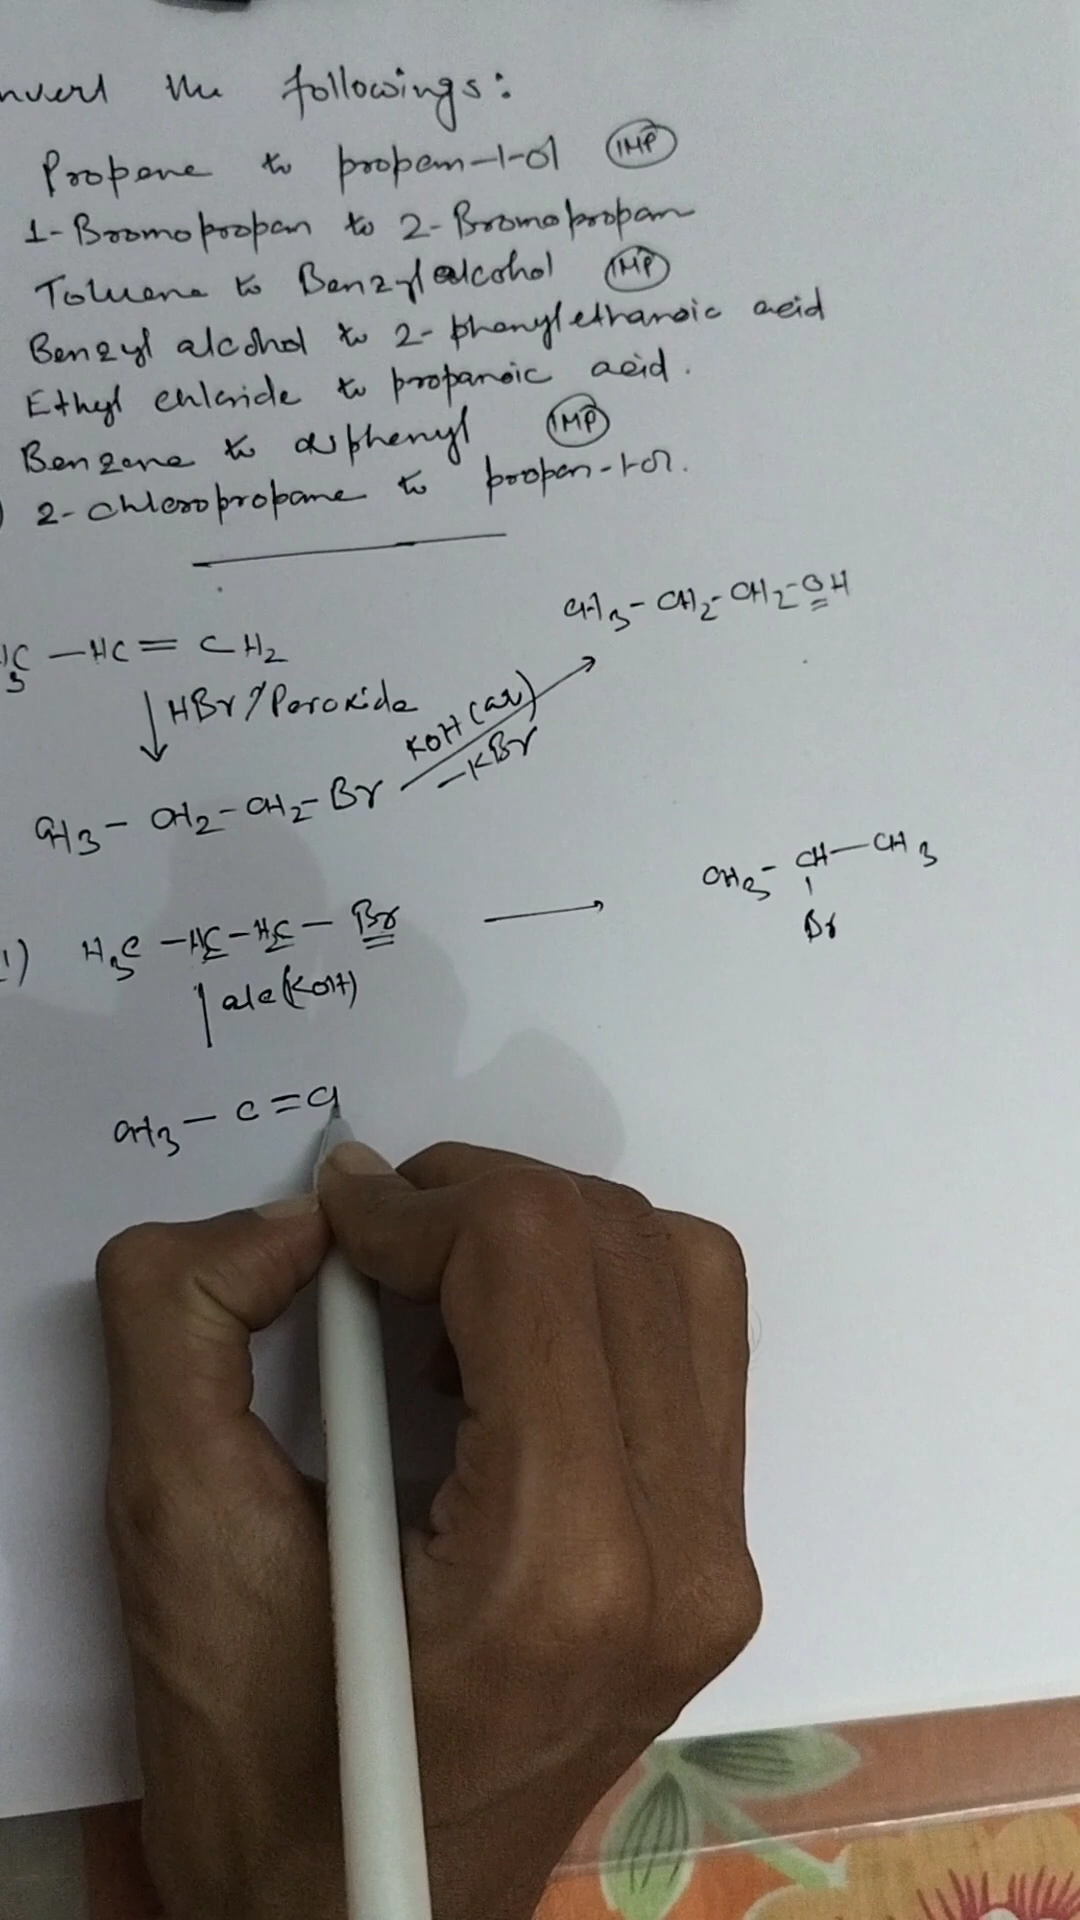 nvert the followings:
Propene to propan-1-ol IMP
1-Bromopropan to 2-Bromopropan
Toluene to Benzylalcohol IMP
Benzyl alcohol to 2-phenylethanoic acid
Ethyl chloride to propanoic acid.
Benzene to diphenyl IMP
) 2-chloropropane to propan-1-ol.
CH3-CH2-CH2-OH
3C-HC=CH2
HBr/Peroxide
KOH(aq)
-KBr
CH3-CH2-CH2-Br
CH3-CH-CH3
Br
1) H3C-H2C-H2C-Br
alc(KOH)
CH3-C=C